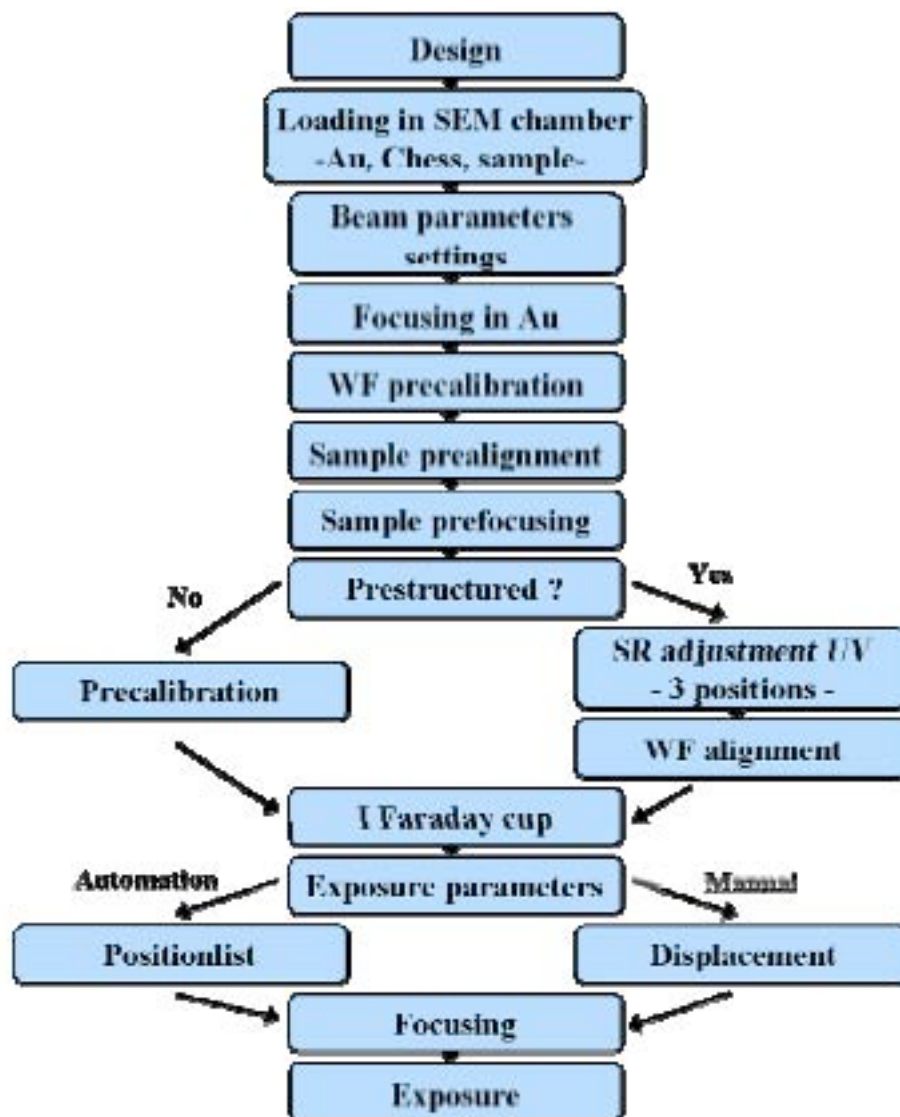 Design
Loading in SEM chamber
-Au, Chess, sample-
Beam parameters
settings
Focusing in Au
WF precalibration
Sample prealignment
Sample prefocusing
Prestructured ?
No
Yes
Precalibration
SR adjustment UV
- 3 positions -
WF alignment
I Faraday cup
Automation
Exposure parameters
Manual
Positionlist
Displacement
Focusing
Exposure